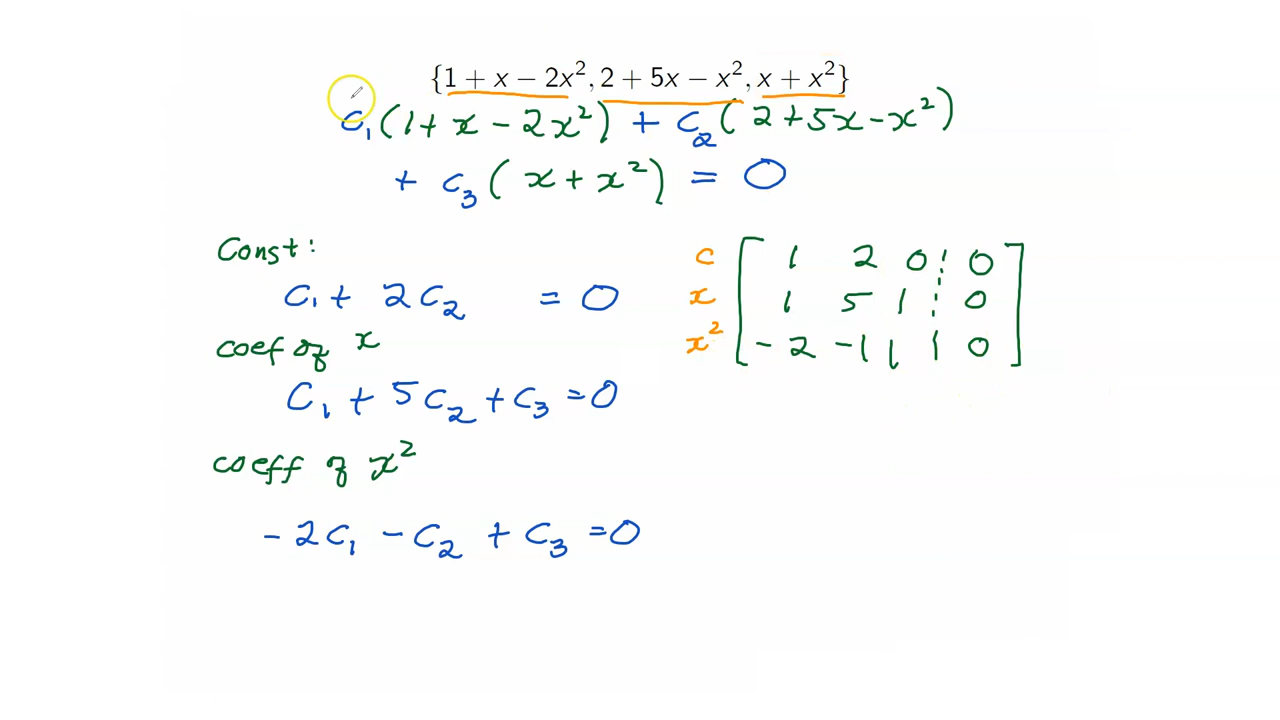 {1 + x − 2x², 2 + 5x − x², x + x²}
c₁(1 + x − 2x²) + c₂(2 + 5x − x²)
+ c₃(x + x²) = 0
Const:
c₁ + 2c₂ = 0
coef of x
c₁ + 5c₂ + c₃ = 0
coeff of x²
−2c₁ − c₂ + c₃ = 0
c [ 1 2 0 ¦ 0 ]
x [ 1 5 1 ¦ 0 ]
x² [ −2 −1 1 | 0 ]